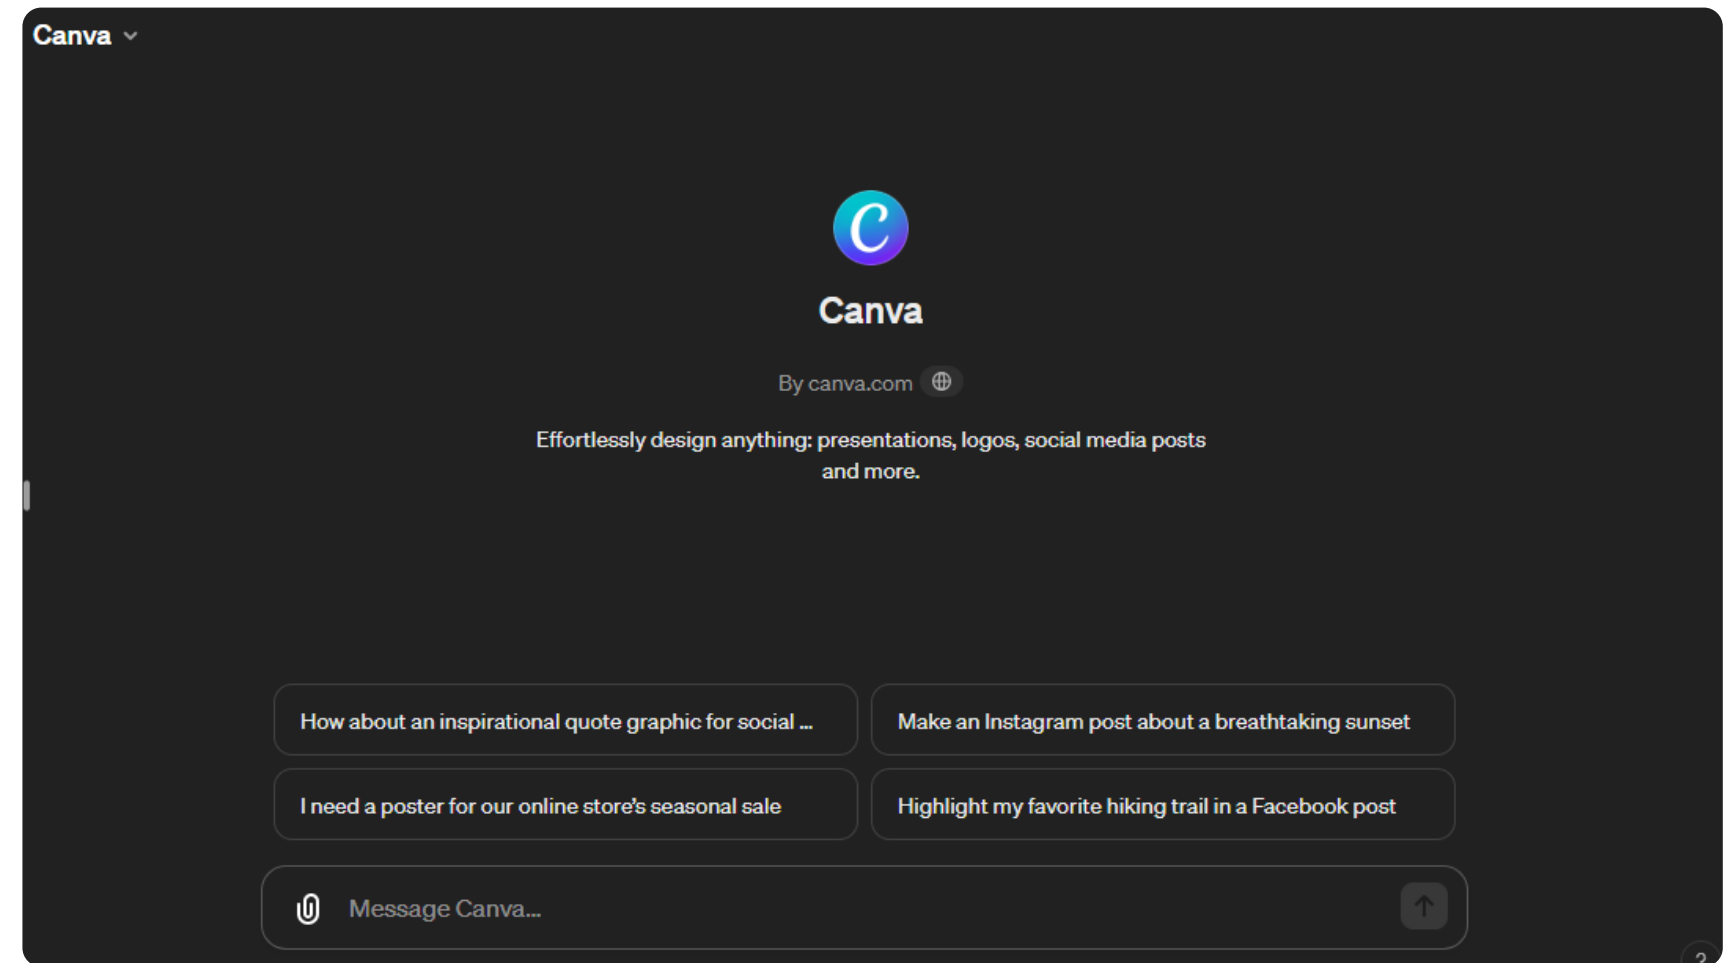 Canva
C
Canva
By canva.com
Effortlessly design anything: presentations, logos, social media posts
and more.
How about an inspirational quote graphic for social ...
Make an Instagram post about a breathtaking sunset
I need a poster for our online store’s seasonal sale
Highlight my favorite hiking trail in a Facebook post
Message Canva...
?